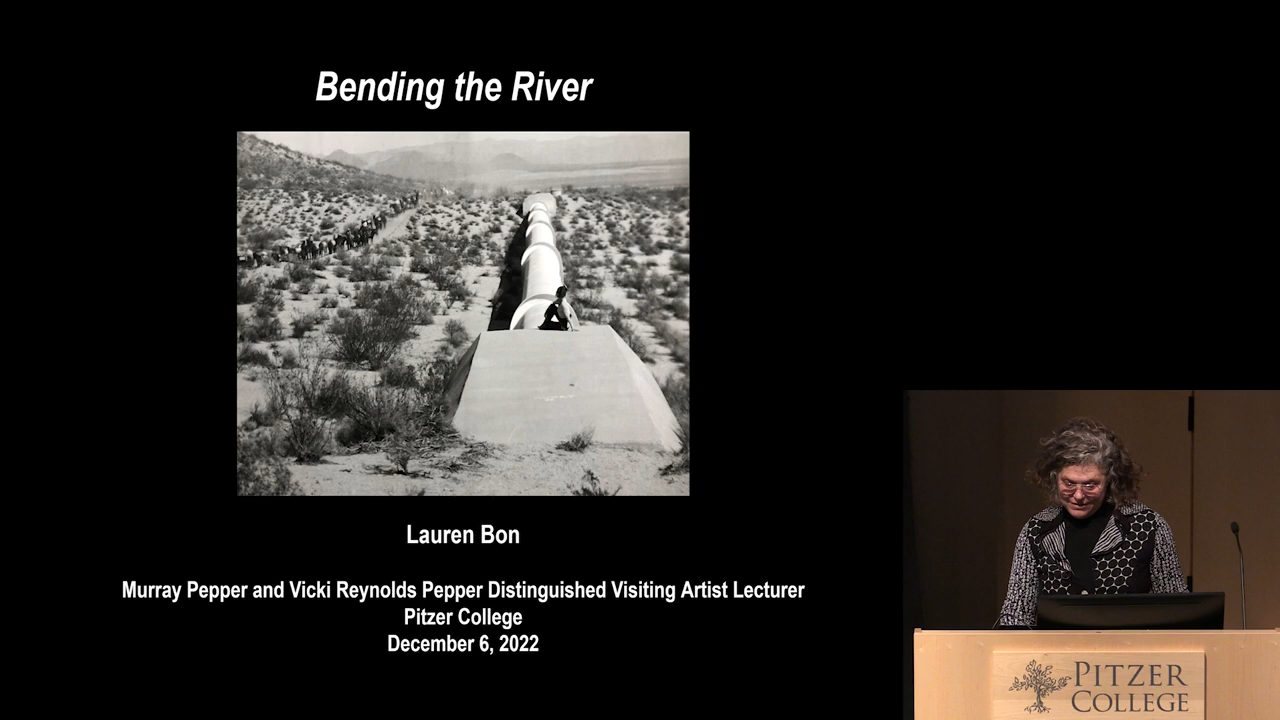 Bending the River
Lauren Bon
Murray Pepper and Vicki Reynolds Pepper Distinguished Visiting Artist Lecturer
Pitzer College
December 6, 2022
PITZER
COLLEGE